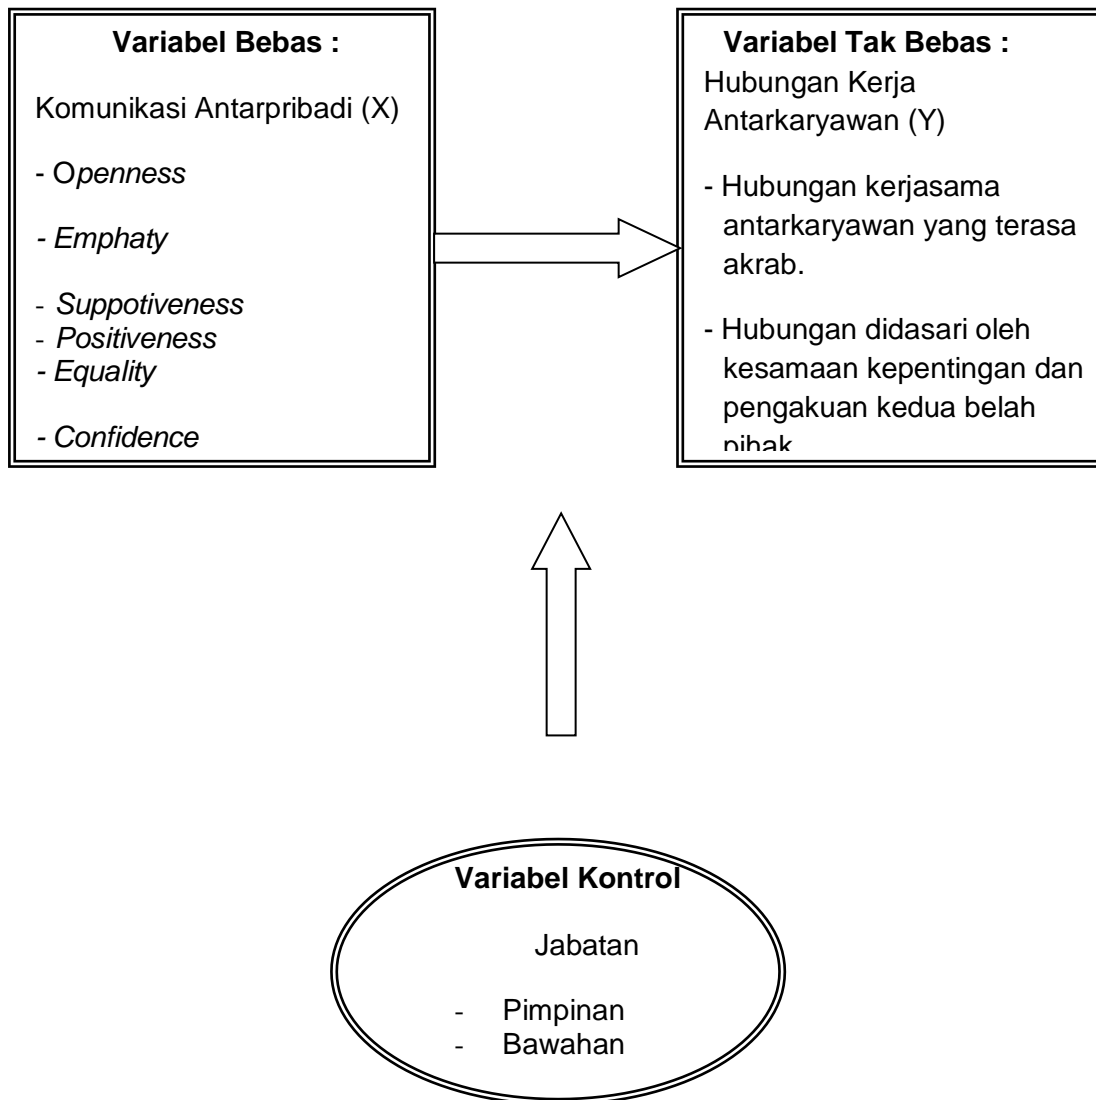 Variabel Bebas :
Komunikasi Antarpribadi (X)
- Openness
- Emphaty
- Suppotiveness
- Positiveness
- Equality
- Confidence
Variabel Tak Bebas :
Hubungan Kerja
Antarkaryawan (Y)
- Hubungan kerjasama
antarkaryawan yang terasa
akrab.
- Hubungan didasari oleh
kesamaan kepentingan dan
pengakuan kedua belah
pihak
Variabel Kontrol
Jabatan
- Pimpinan
- Bawahan